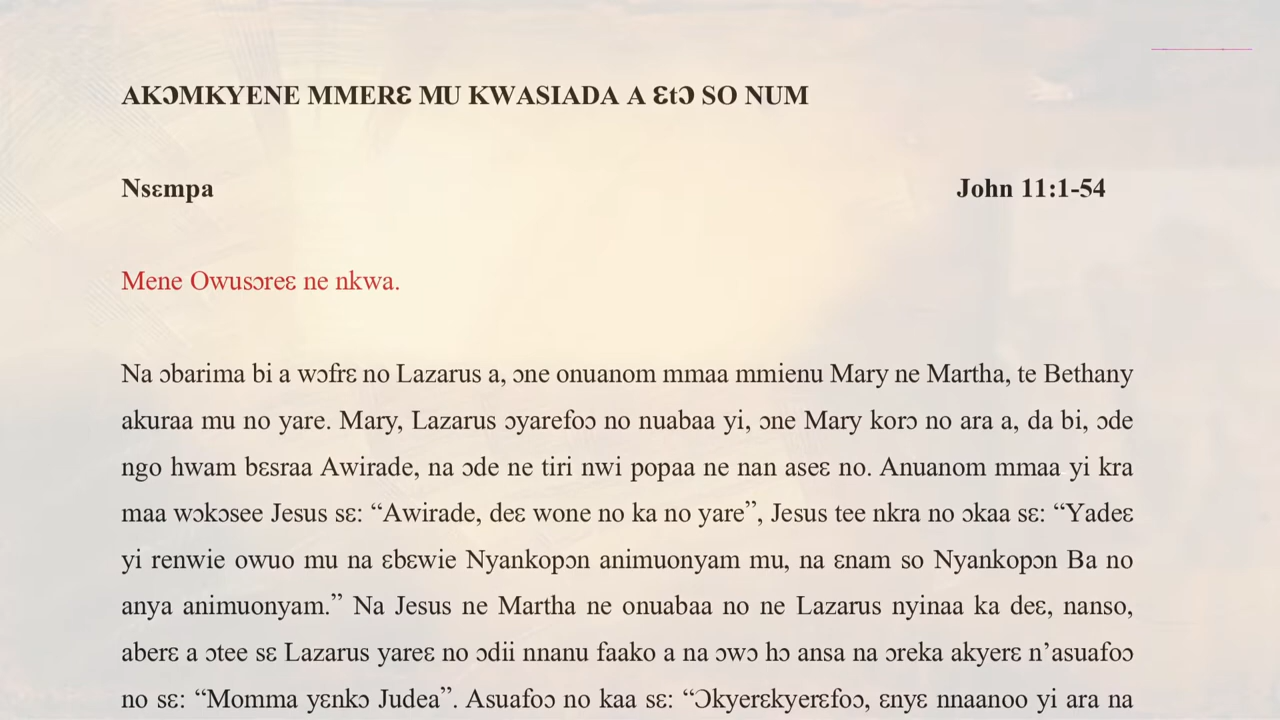 AKƆMKYENE MMERƐ MU KWASIADA A ƐtƆ SO NUM
Nsɛmpa John 11:1-54
Mene Owusɔreɛ ne nkwa.
Na ɔbarima bi a wɔfrɛ no Lazarus a, ɔne onuanom mmaa mmienu Mary ne Martha, te Bethany
akuraa mu no yare. Mary, Lazarus ɔyarefoɔ no nuabaa yi, ɔne Mary korɔ no ara a, da bi, ɔde
ngo hwam bɛsraa Awirade, na ɔde ne tiri nwi popaa ne nan aseɛ no. Anuanom mmaa yi kra
maa wɔkɔsee Jesus sɛ: “Awirade, deɛ wone no ka no yare”, Jesus tee nkra no ɔkaa sɛ: “Yadeɛ
yi renwie owuo mu na ɛbɛwie Nyankopɔn animuonyam mu, na ɛnam so Nyankopɔn Ba no
anya animuonyam.” Na Jesus ne Martha ne onuabaa no ne Lazarus nyinaa ka deɛ, nanso,
aberɛ a ɔtee sɛ Lazarus yareɛ no ɔdii nnanu faako a na ɔwɔ hɔ ansa na ɔreka akyerɛ n’asuafoɔ
no sɛ: “Momma yɛnkɔ Judea”. Asuafoɔ no kaa sɛ: “Ɔkyerɛkyerɛfoɔ, ɛnyɛ nnaanoo yi ara na